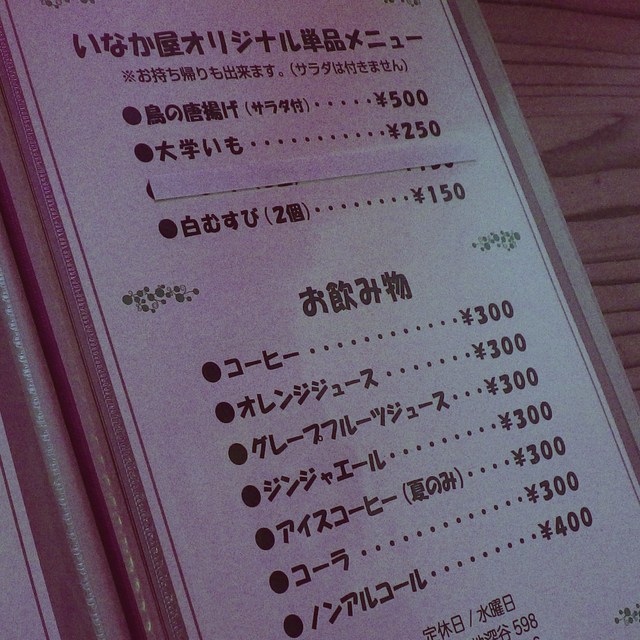 いなか屋オリジナル単品メニュー
※お持ち帰りも出来ます。(サラダは付きません)
●鳥の唐揚げ(サラダ付)・・・・・¥500
●大学いも・・・・・・・・・・・¥250
●白むすび(2個)・・・・・・・・¥150
お飲み物
●コーヒー・・・・・・・・・・・・¥300
●オレンジジュース・・・・・・・¥300
●グレープフルーツジュース・・・¥300
●ジンジャエール・・・・・・・・・¥300
●アイスコーヒー(夏のみ)・・・・¥300
●コーラ・・・・・・・・・・・・・¥300
●ノンアルコール・・・・・・・・・¥400
定休日/水曜日
深谷598